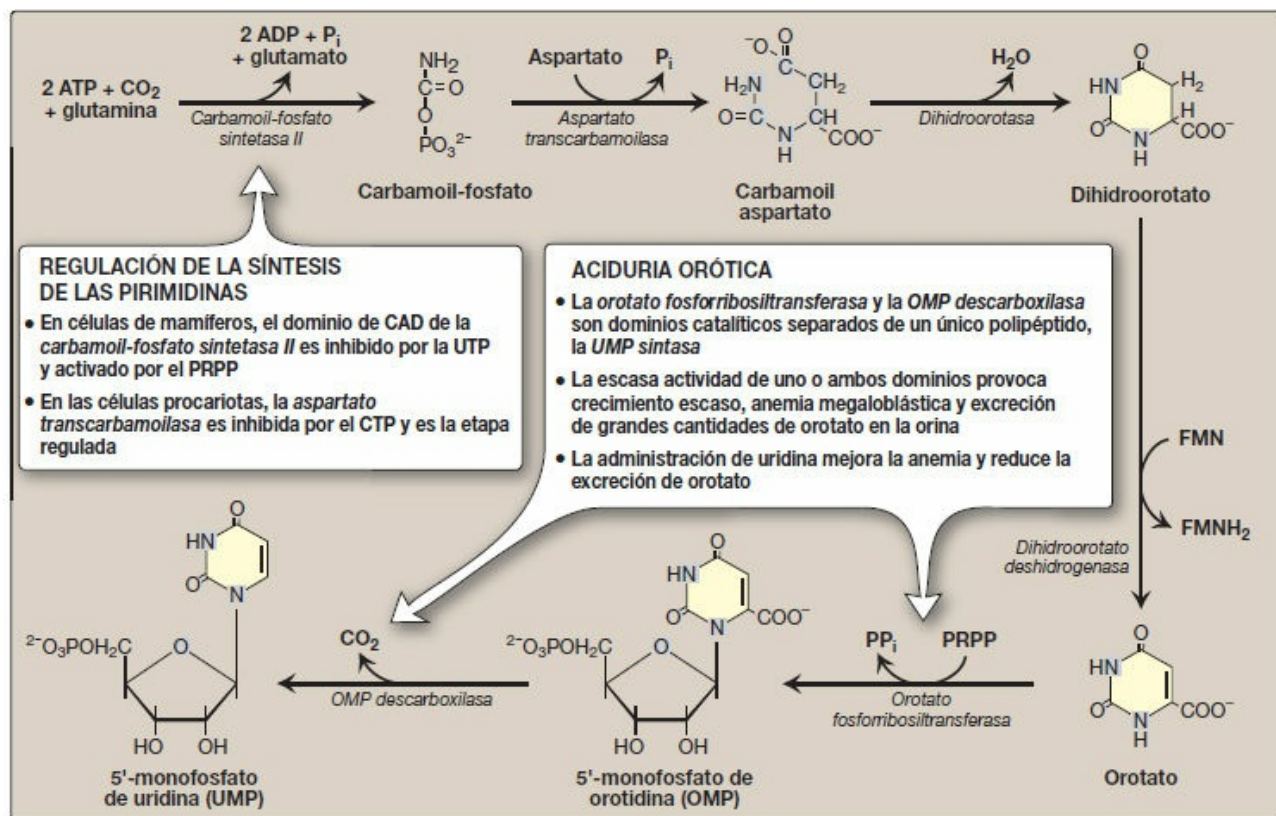 2 ATP + CO₂
+ glutamina
2 ADP + Pᵢ
+ glutamato
Carbamoil-fosfato
sintetasa II
NH₂
C=O
O
PO₃²⁻
Carbamoil-fosfato
Aspartato
Pᵢ
Aspartato
transcarbamoilasa
O
⁻O
C
H₂N
CH₂
O=C
CH
N
COO⁻
H
Carbamoil
aspartato
H₂O
Dihidroorotasa
O
HN
H₂
H
O
N
COO⁻
H
Dihidroorotato
REGULACIÓN DE LA SÍNTESIS
DE LAS PIRIMIDINAS
• En células de mamíferos, el dominio de CAD de la
carbamoil-fosfato sintetasa II es inhibido por la UTP
y activado por el PRPP
• En las células procariotas, la aspartato
transcarbamoilasa es inhibida por el CTP y es la etapa
regulada
ACIDURIA ORÓTICA
• La orotato fosforribosiltransferasa y la OMP descarboxilasa
son dominios catalíticos separados de un único polipéptido,
la UMP sintasa
• La escasa actividad de uno o ambos dominios provoca
crecimiento escaso, anemia megaloblástica y excreción
de grandes cantidades de orotato en la orina
• La administración de uridina mejora la anemia y reduce la
excreción de orotato
FMN
FMNH₂
Dihidroorotato
deshidrogenasa
O
HN
O
N
COO⁻
H
Orotato
PPᵢ
PRPP
Orotato
fosforribosiltransferasa
O
HN
O
N
COO⁻
²⁻O₃POH₂C
O
HO
OH
5'-monofosfato de
orotidina (OMP)
CO₂
OMP descarboxilasa
O
HN
O
N
²⁻O₃POH₂C
O
HO
OH
5'-monofosfato
de uridina (UMP)